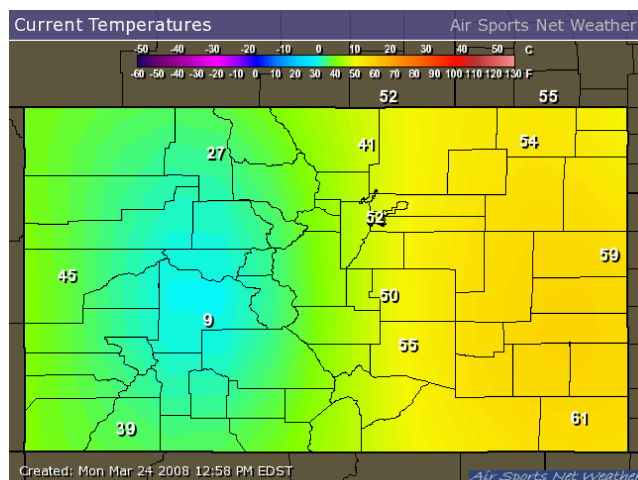 Current Temperatures Air Sports Net Weather
-50 -40 -30 -20 -10 0 10 20 30 40 50 C
-60 -50 -40 -30 -20 -10 0 10 20 30 40 50 60 70 80 90 100 110 120 130 F
52 55
27 41 54
52
45 59
50
9 55
39 61
Created: Mon Mar 24 2008 12:58 PM EDST
Air Sports Net Weather